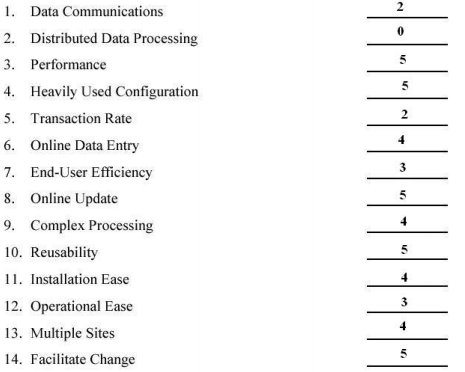 1. Data Communications 2
2. Distributed Data Processing 0
3. Performance 5
4. Heavily Used Configuration 5
5. Transaction Rate 2
6. Online Data Entry 4
7. End-User Efficiency 3
8. Online Update 5
9. Complex Processing 4
10. Reusability 5
11. Installation Ease 4
12. Operational Ease 3
13. Multiple Sites 4
14. Facilitate Change 5